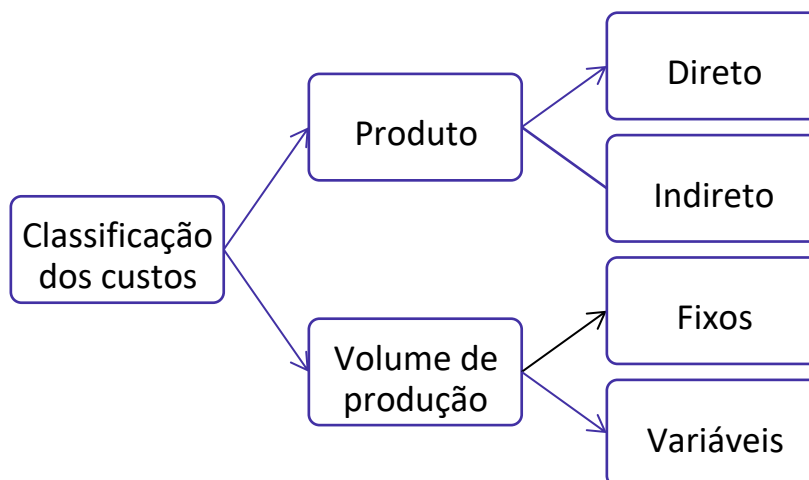 Classificação
dos custos
Produto
Direto
Indireto
Volume de
produção
Fixos
Variáveis